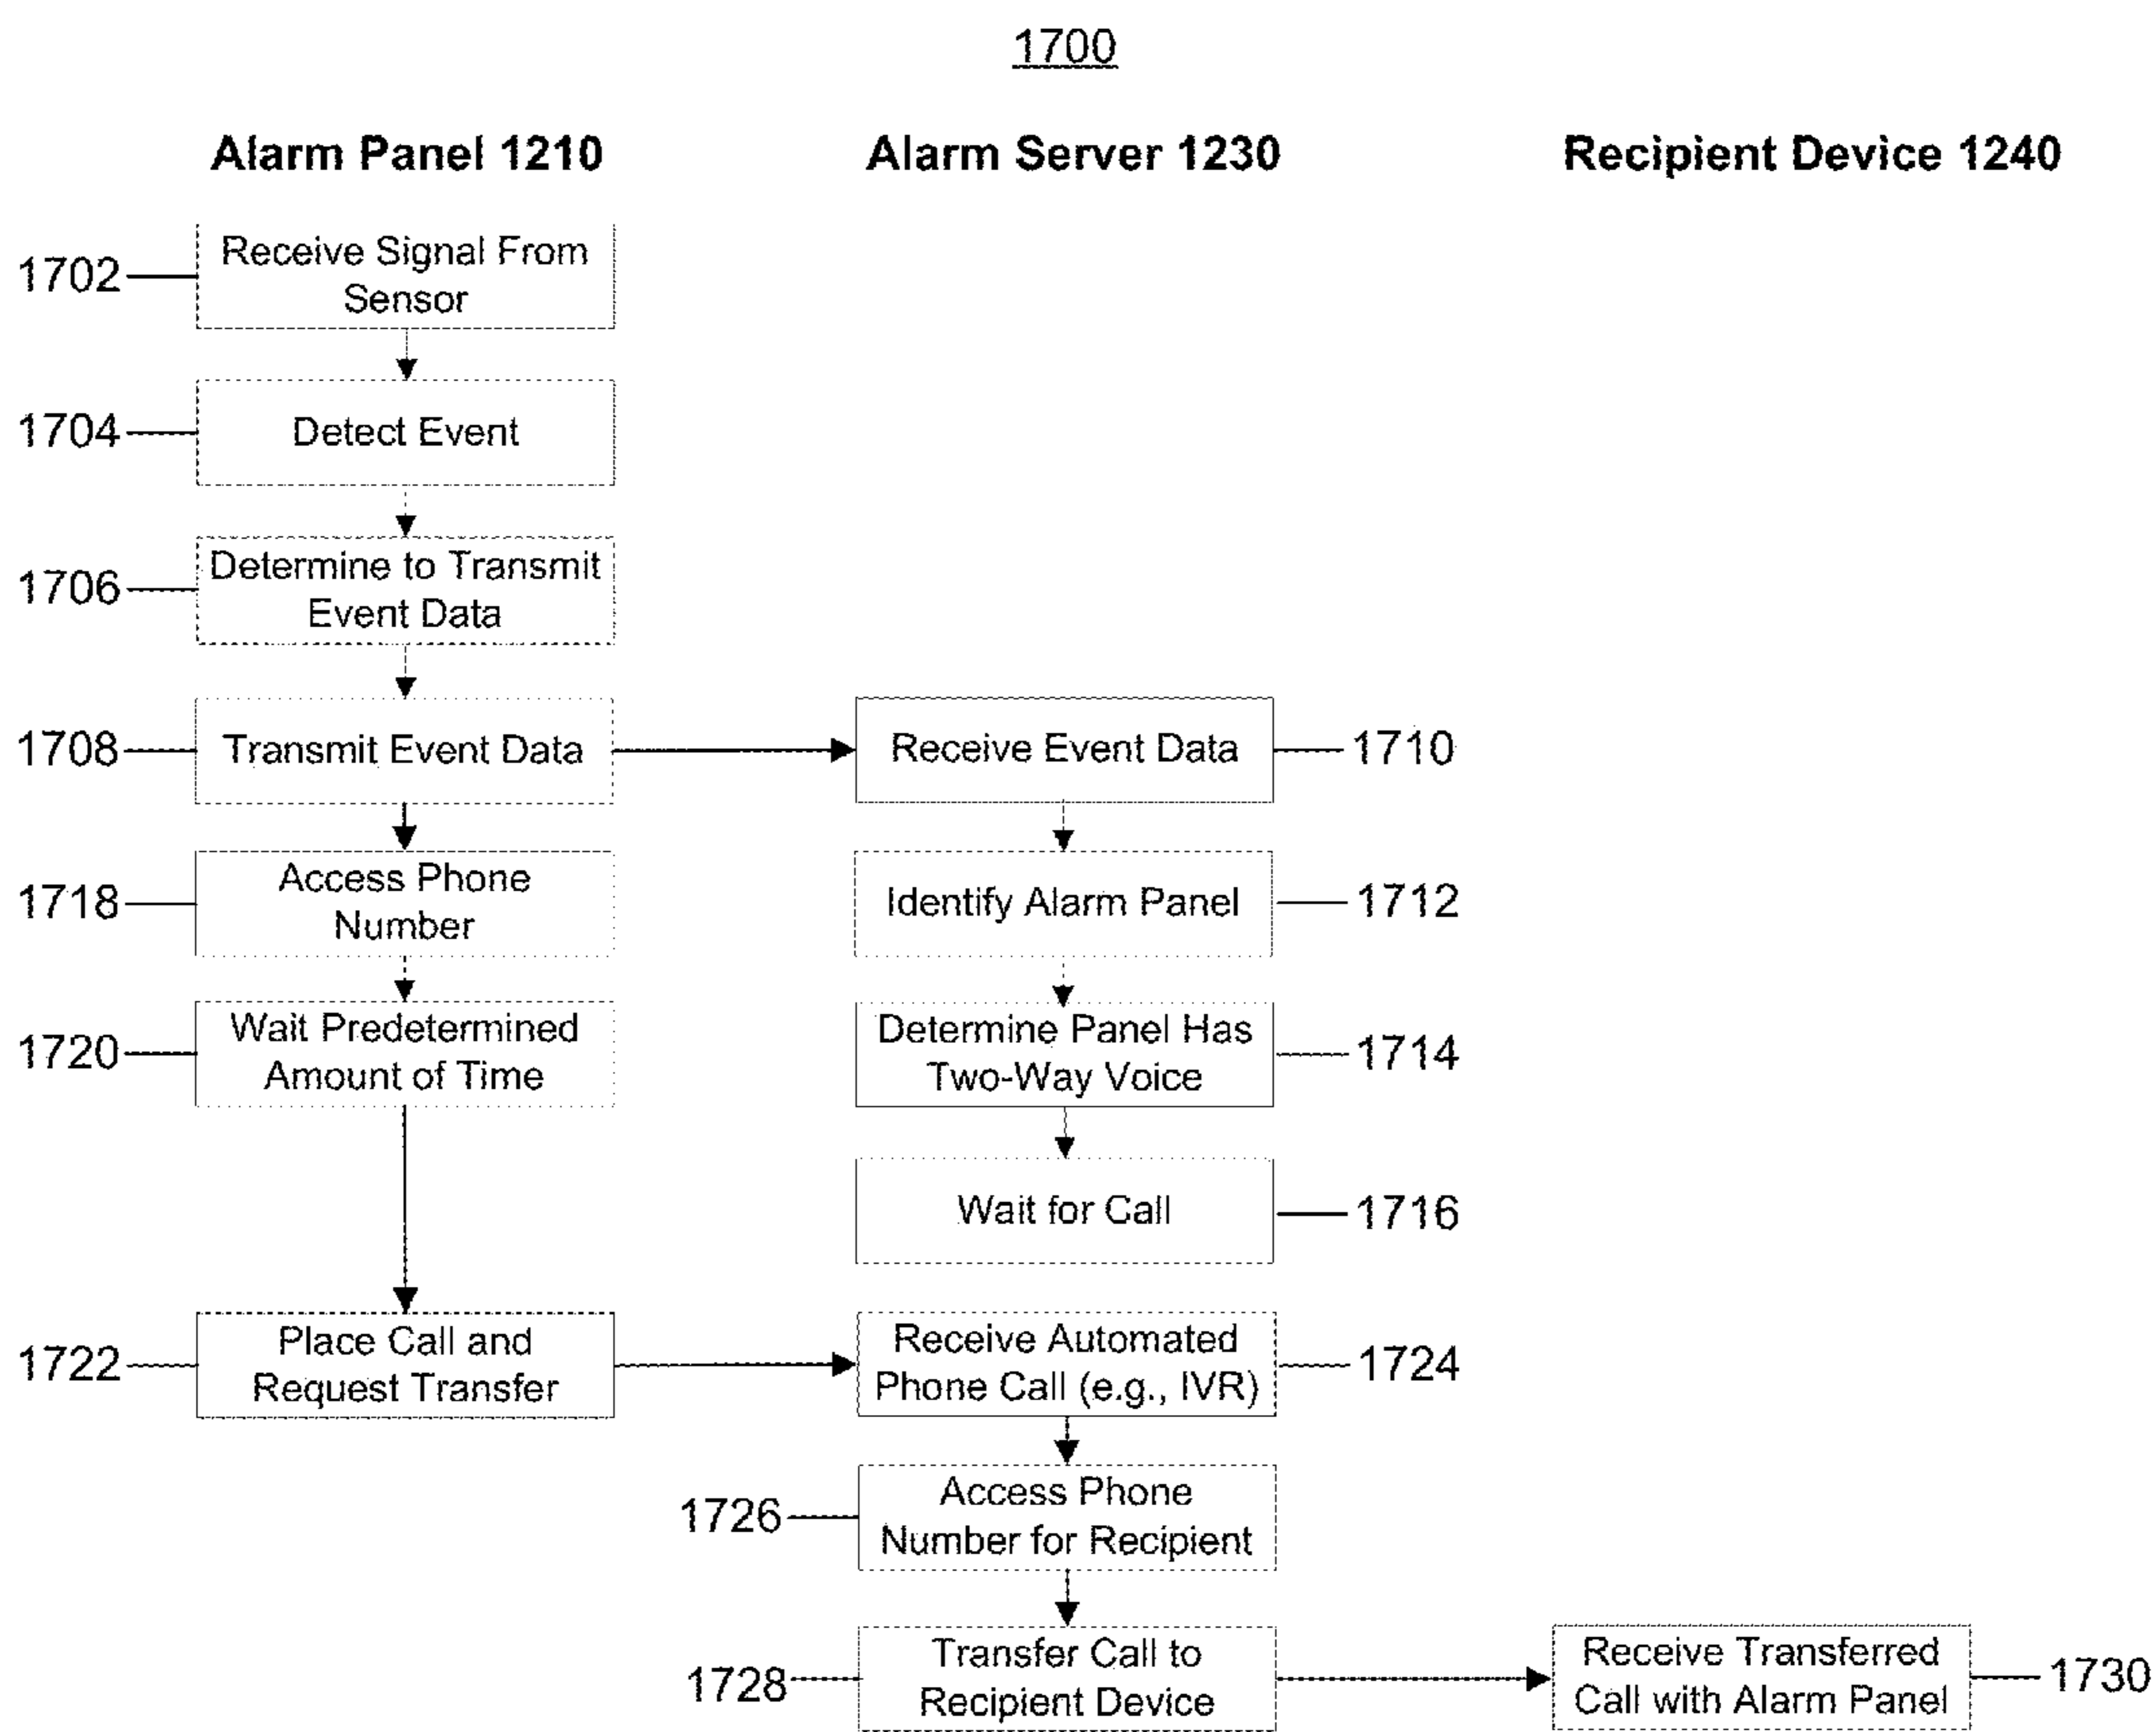 1700
Alarm Panel 1210
Alarm Server 1230
Recipient Device 1240
1702
Receive Signal From
Sensor
1704
Detect Event
1706
Determine to Transmit
Event Data
1708
Transmit Event Data
Receive Event Data
1710
1718
Access Phone
Number
Identify Alarm Panel
1712
1720
Wait Predetermined
Amount of Time
Determine Panel Has
Two-Way Voice
1714
Wait for Call
1716
1722
Place Call and
Request Transfer
Receive Automated
Phone Call (e.g., IVR)
1724
1726
Access Phone
Number for Recipient
1728
Transfer Call to
Recipient Device
Receive Transferred
Call with Alarm Panel
1730